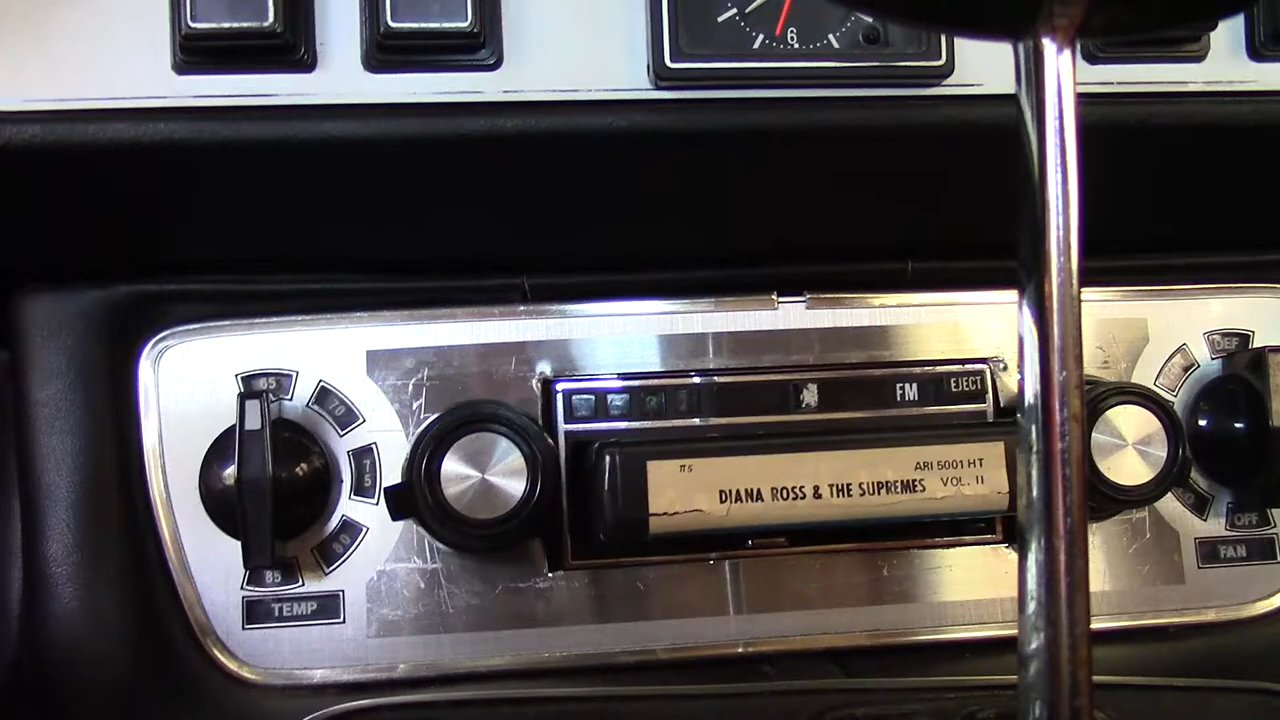 6
65
70
75
80
85
TEMP
FM
EJECT
ARI 5001 HT
DIANA ROSS & THE SUPREMES VOL. II
DEF
OFF
FAN